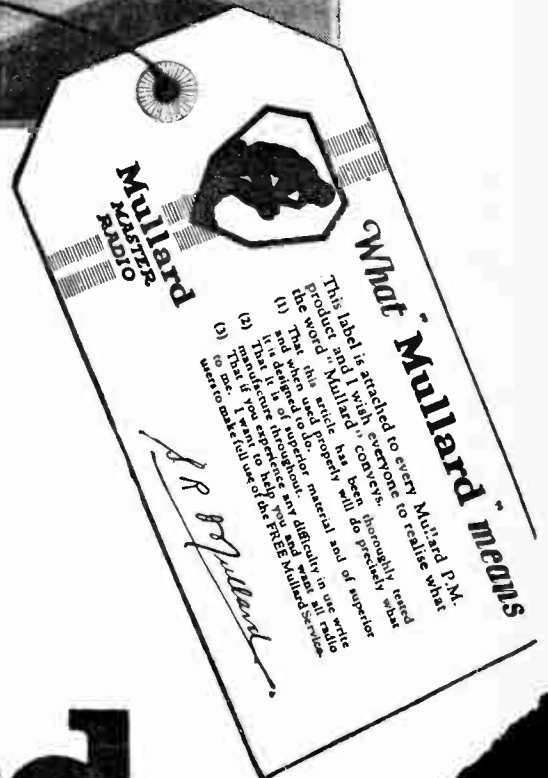 Mullard
MASTER
RADIO
What "Mullard" means
This label is attached to every Mullard P.M.
product and I wish everyone to realise what
the word "Mullard" conveys.
(1) That this article has been thoroughly tested
and when used properly will do precisely what
it is designed to do.
(2) That it is of superior material and of superior
manufacture throughout.
(3) That if you experience any difficulty in use write
to me. I want to help you and want all radio
users to make full use of the FREE Mullard Service.
S R Mullard.